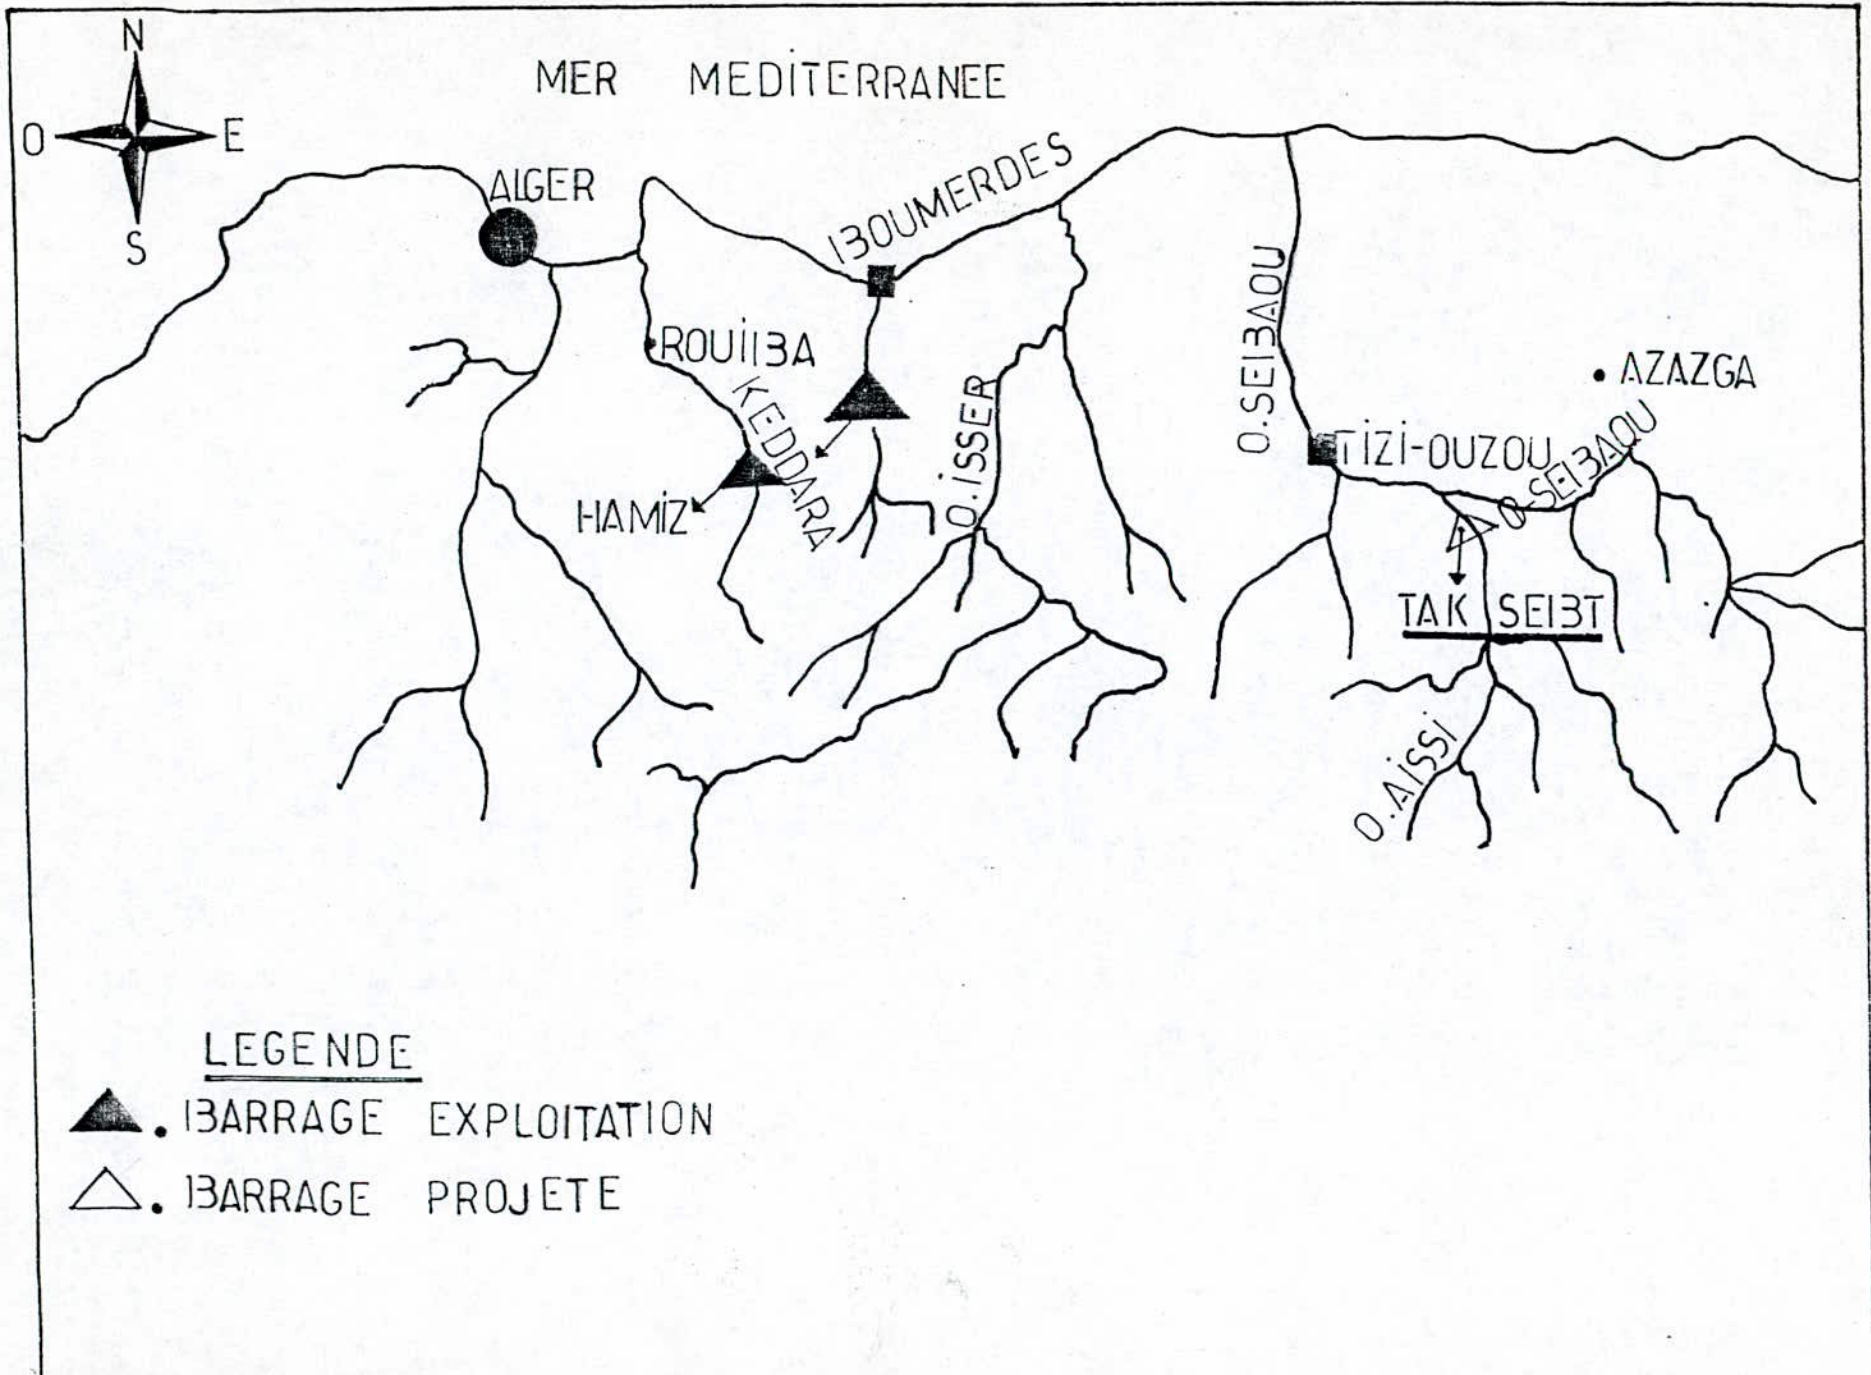 N
MER MEDITERRANEE
O
E
S
ALGER
BOUMERDES
ROUIBA
KEDDARA
HAMIZ
O.ISSER
O.SEBAOU
AZAZGA
TIZI-OUZOU
O-SEBAOU
TAK SEBT
O.AISSI
LEGENDE
. BARRAGE EXPLOITATION
. BARRAGE PROJETE